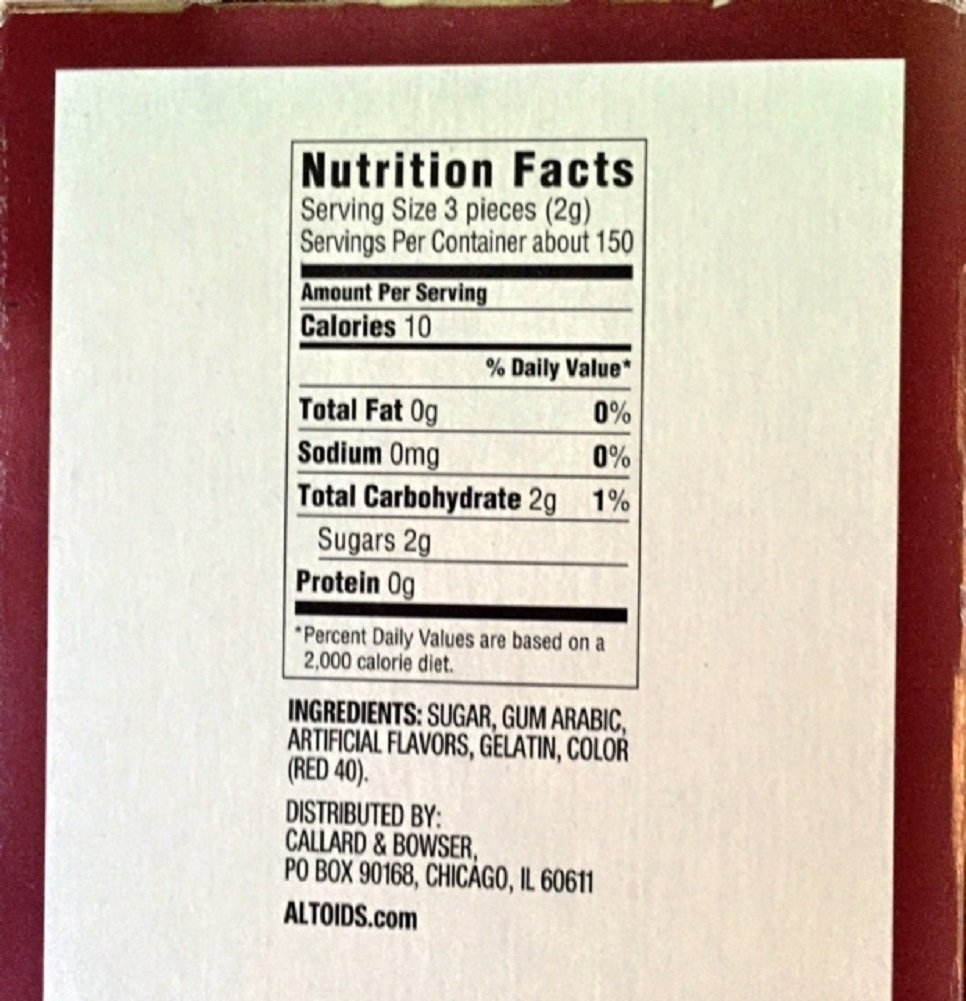 Nutrition Facts
Serving Size 3 pieces (2g)
Servings Per Container about 150
Amount Per Serving
Calories 10
% Daily Value*
Total Fat 0g 0%
Sodium 0mg 0%
Total Carbohydrate 2g 1%
Sugars 2g
Protein 0g
*Percent Daily Values are based on a
2,000 calorie diet.
INGREDIENTS: SUGAR, GUM ARABIC,
ARTIFICIAL FLAVORS, GELATIN, COLOR
(RED 40).
DISTRIBUTED BY:
CALLARD & BOWSER,
PO BOX 90168, CHICAGO, IL 60611
ALTOIDS.com